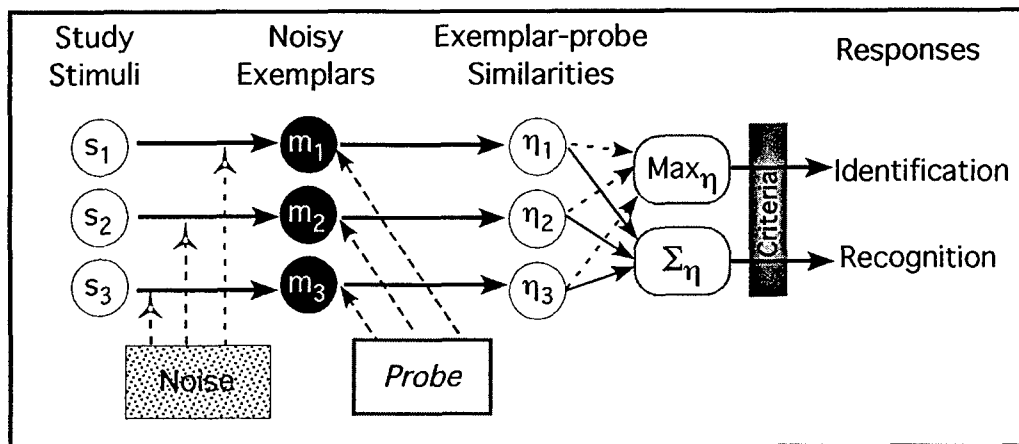 Study
Stimuli
Noisy
Exemplars
Exemplar-probe
Similarities
Responses
s1
m1
η1
Maxη
Identification
s2
m2
η2
Criteria
s3
m3
η3
Ση
Recognition
Noise
Probe